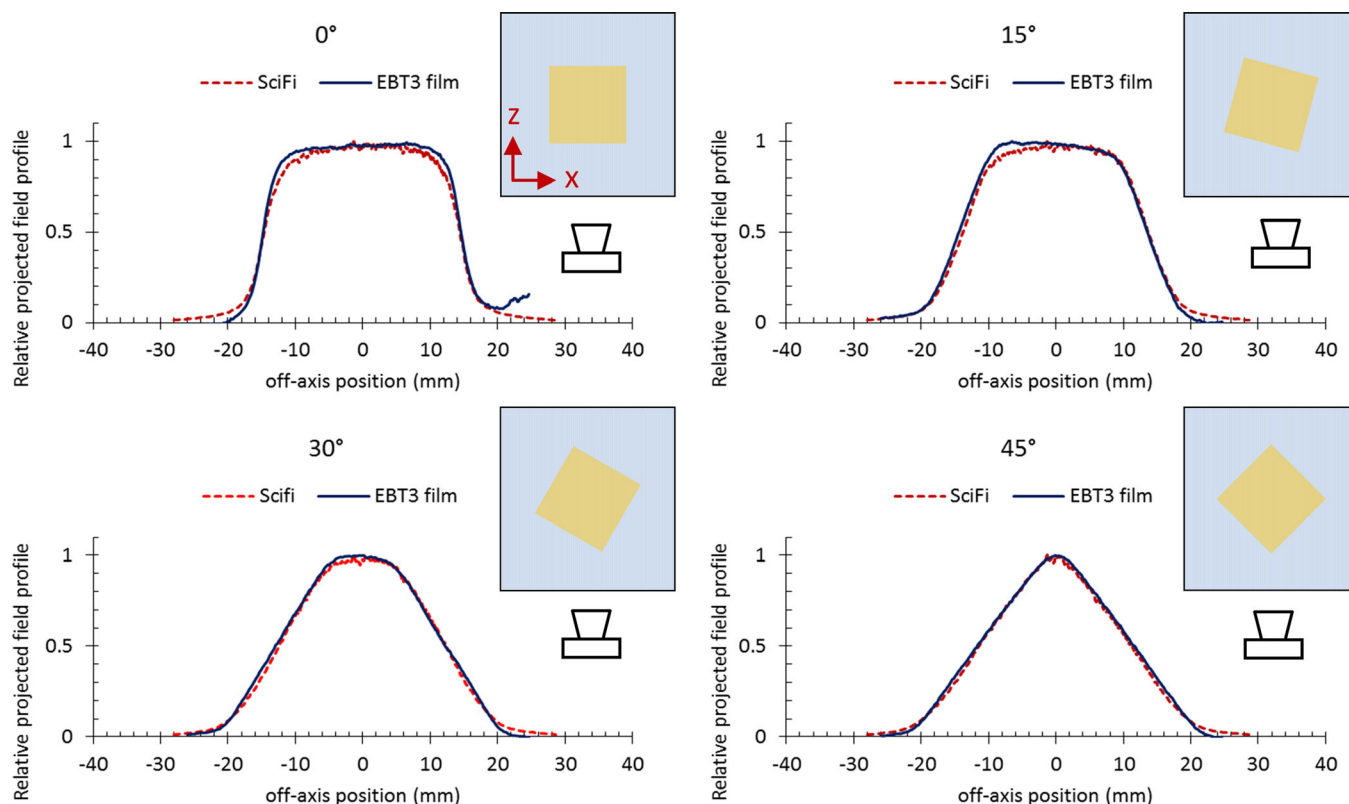 0°
SciFi EBT3 film
Relative projected field profile
1
0.5
0
-40 -30 -20 -10 0 10 20 30 40
off-axis position (mm)
Z
X
15°
SciFi EBT3 film
Relative projected field profile
1
0.5
0
-40 -30 -20 -10 0 10 20 30 40
off-axis position (mm)
30°
Scifi EBT3 film
Relative projected field profile
1
0.5
0
-40 -30 -20 -10 0 10 20 30 40
off-axis position (mm)
45°
SciFi EBT3 film
Relative projected field profile
1
0.5
0
-40 -30 -20 -10 0 10 20 30 40
off-axis position (mm)